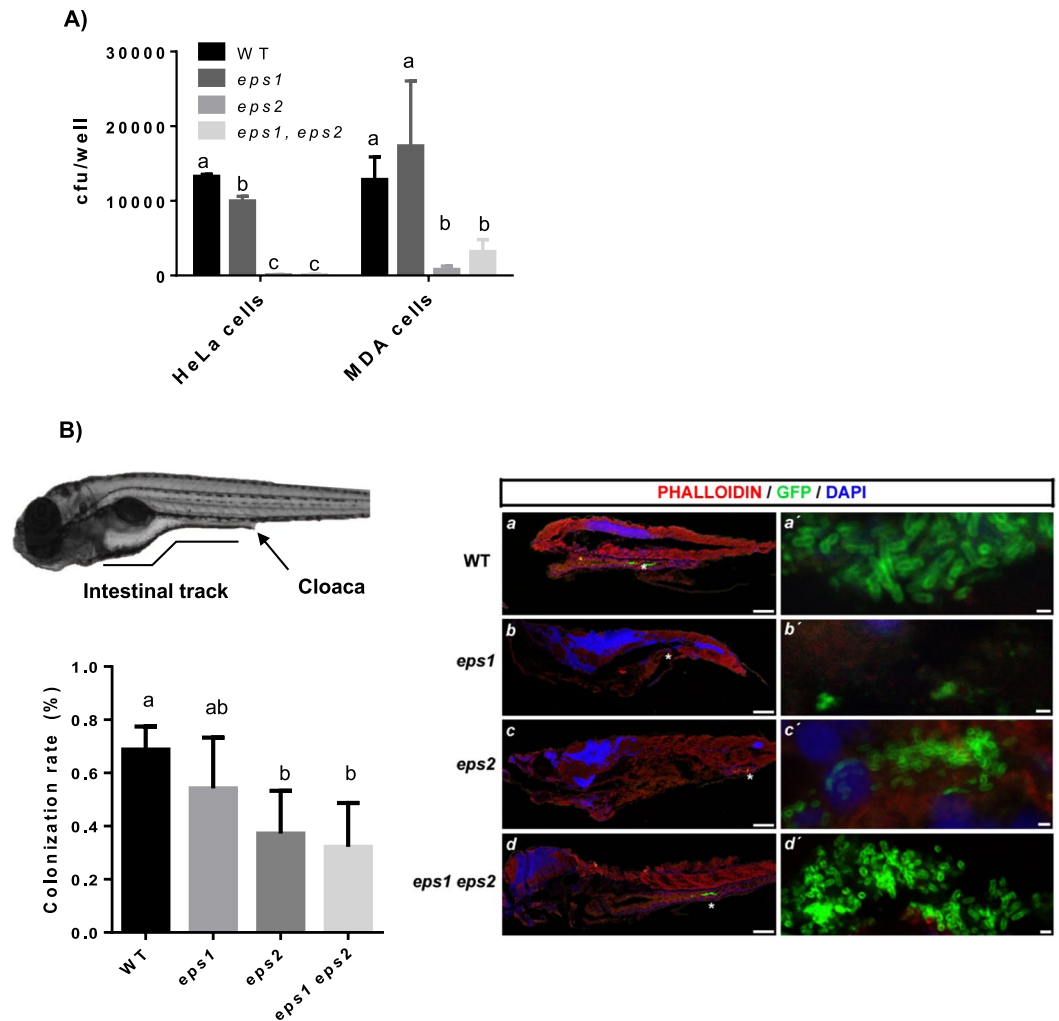 A)
30000
20000
10000
0
cfu/well
WT
eps1
eps2
eps1, eps2
a
b
c
c
a
a
b
b
HeLa cells
MDA cells
B)
Intestinal track
Cloaca
Colonization rate (%)
1.0
0.8
0.6
0.4
0.2
0.0
a
ab
b
b
WT
eps1
eps2
eps1 eps2
PHALLOIDIN / GFP / DAPI
WT
a
*
a´
eps1
b
*
b´
eps2
c
*
c´
eps1 eps2
d
*
d´